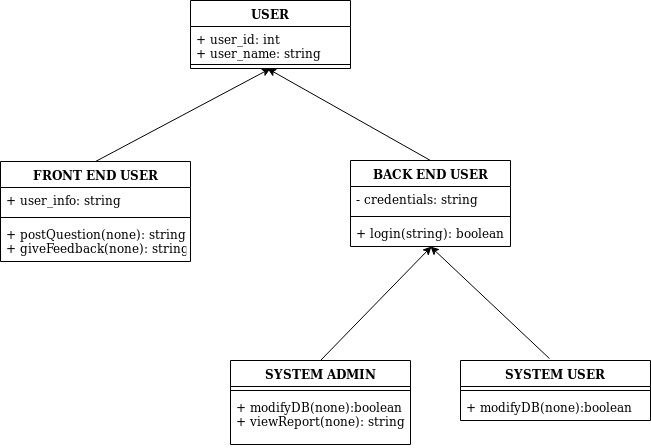 USER
+ user_id: int
+ user_name: string
FRONT END USER
+ user_info: string
+ postQuestion(none): string
+ giveFeedback(none): string
BACK END USER
- credentials: string
+ login(string): boolean
SYSTEM ADMIN
+ modifyDB(none):boolean
+ viewReport(none): string
SYSTEM USER
+ modifyDB(none):boolean